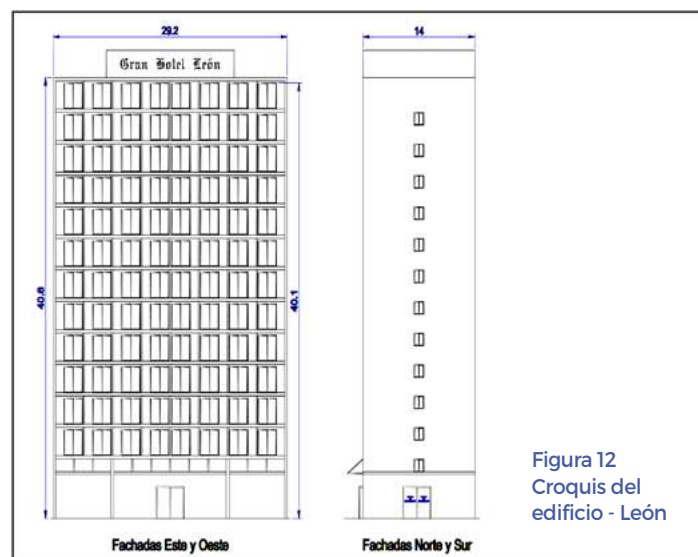 29.2
14
Gran Hotel León
40.8
40.1
Figura 12
Croquis del
edificio - León
Fachadas Este y Oeste
Fachadas Norte y Sur